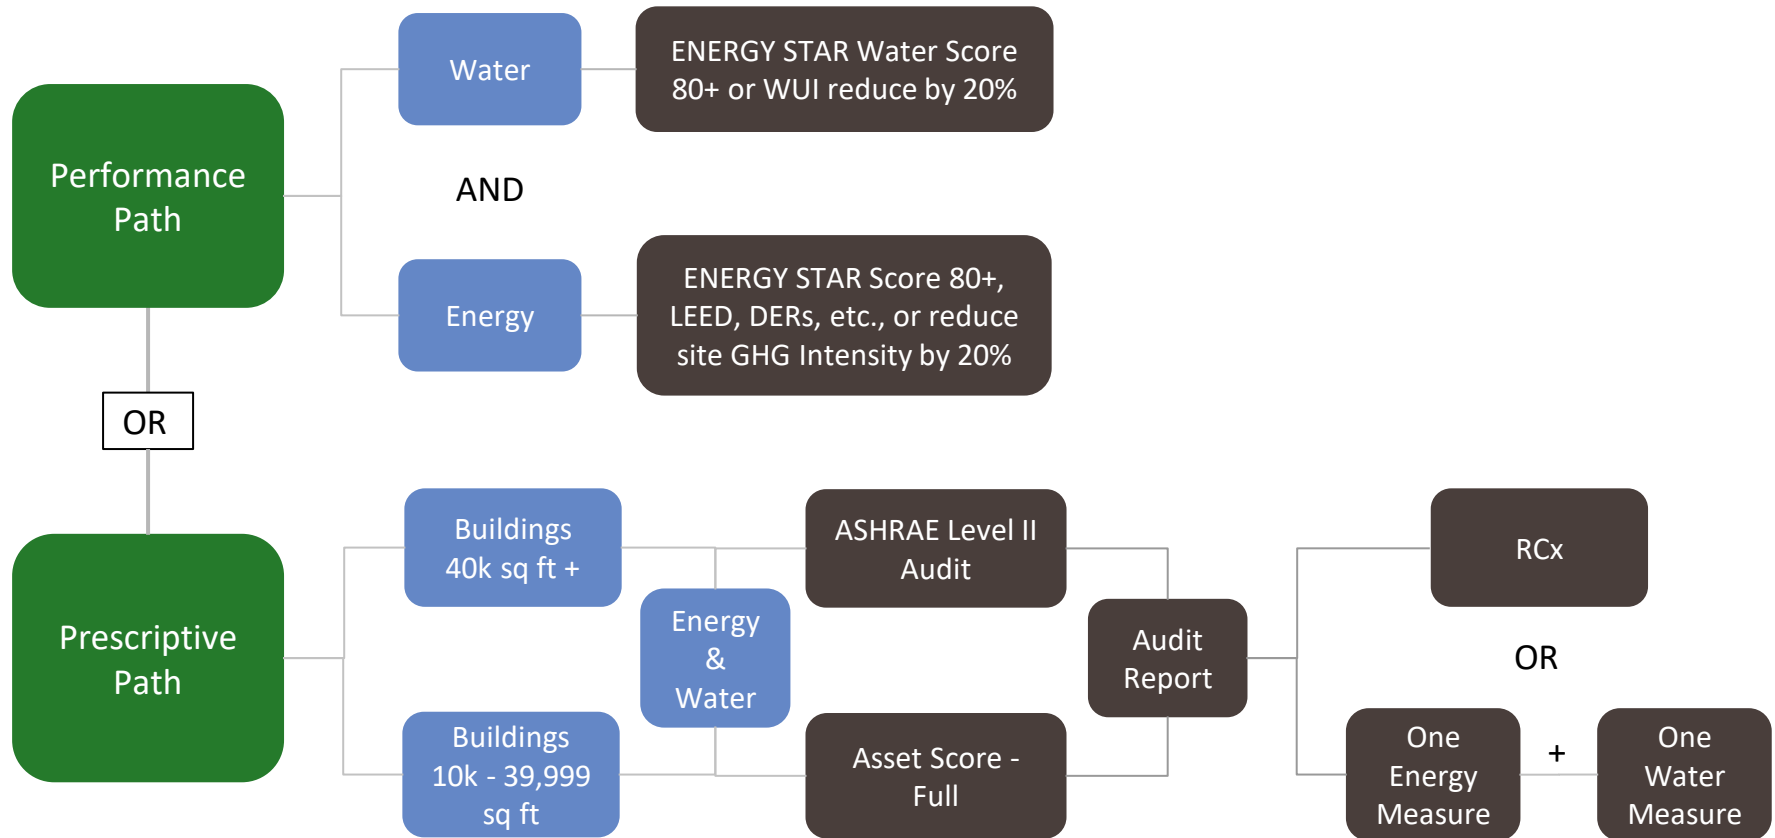 Performance
Path
Water
ENERGY STAR Water Score
80+ or WUI reduce by 20%
AND
Energy
ENERGY STAR Score 80+,
LEED, DERs, etc., or reduce
site GHG Intensity by 20%
OR
Prescriptive
Path
Buildings
40k sq ft +
Buildings
10k - 39,999
sq ft
Energy
&
Water
ASHRAE Level II
Audit
Asset Score -
Full
Audit
Report
RCx
OR
One
Energy
Measure
+
One
Water
Measure